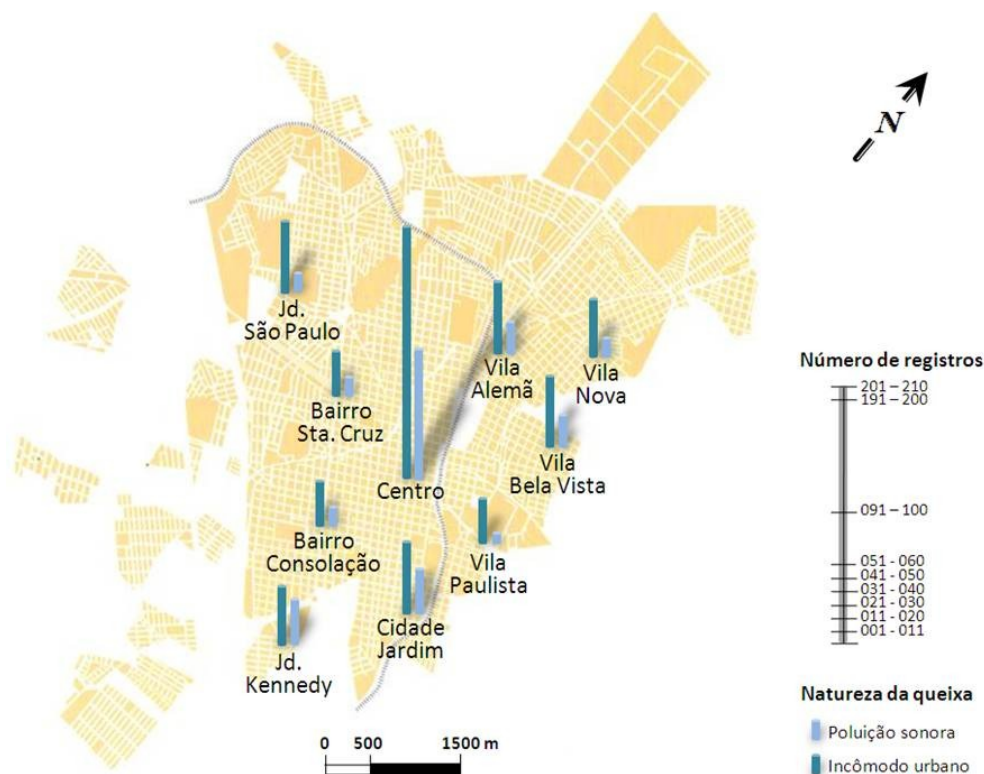 N
Jd.
São Paulo
Bairro
Sta. Cruz
Centro
Vila
Alemã
Vila
Nova
Vila
Bela Vista
Bairro
Consolação
Vila
Paulista
Cidade
Jardim
Jd.
Kennedy
0 500 1500 m
Número de registros
201 - 210
191 - 200
091 - 100
051 - 060
041 - 050
031 - 040
021 - 030
011 - 020
001 - 011
Natureza da queixa
Poluição sonora
Incômodo urbano